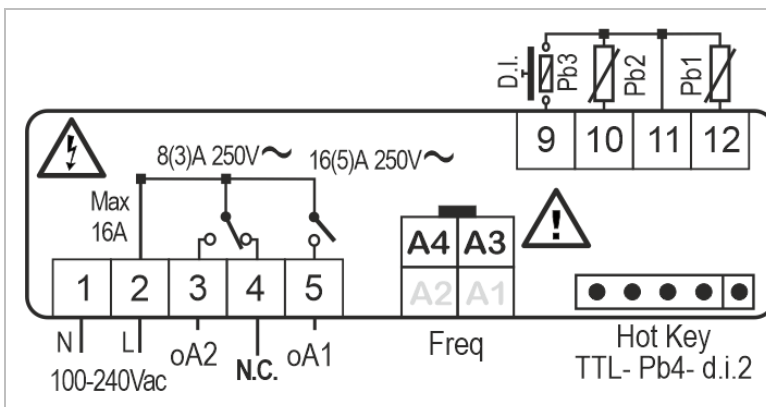 D.I.
Pb3
Pb2
Pb1
9 10 11 12
8(3)A 250V~ 16(5)A 250V~
Max
16A
A4 A3
A2 A1
1 2 3 4 5
N L oA2 N.C. oA1
100-240Vac
Freq
Hot Key
TTL- Pb4- d.i.2